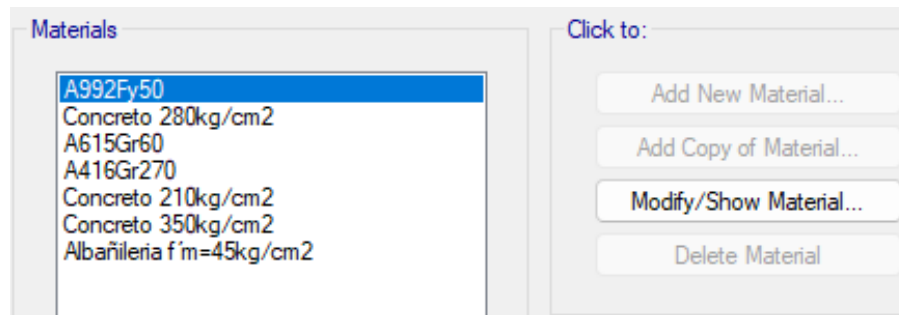 Materials
A992Fy50
Concreto 280kg/cm2
A615Gr60
A416Gr270
Concreto 210kg/cm2
Concreto 350kg/cm2
Albañileria f´m=45kg/cm2
Click to:
Add New Material...
Add Copy of Material...
Modify/Show Material...
Delete Material